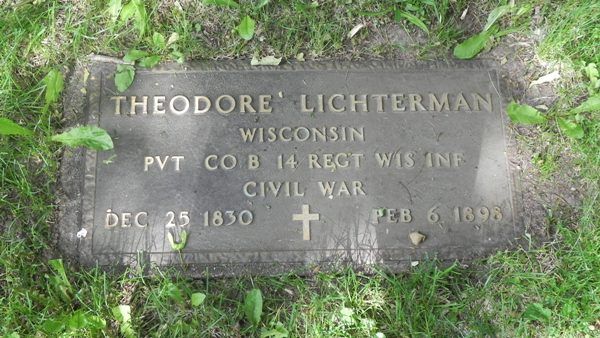 THEODORE LICHTERMAN
WISCONSIN
PVT CO B 14 REGT WIS INF
CIVIL WAR
DEC 25 1830 FEB 6 1898